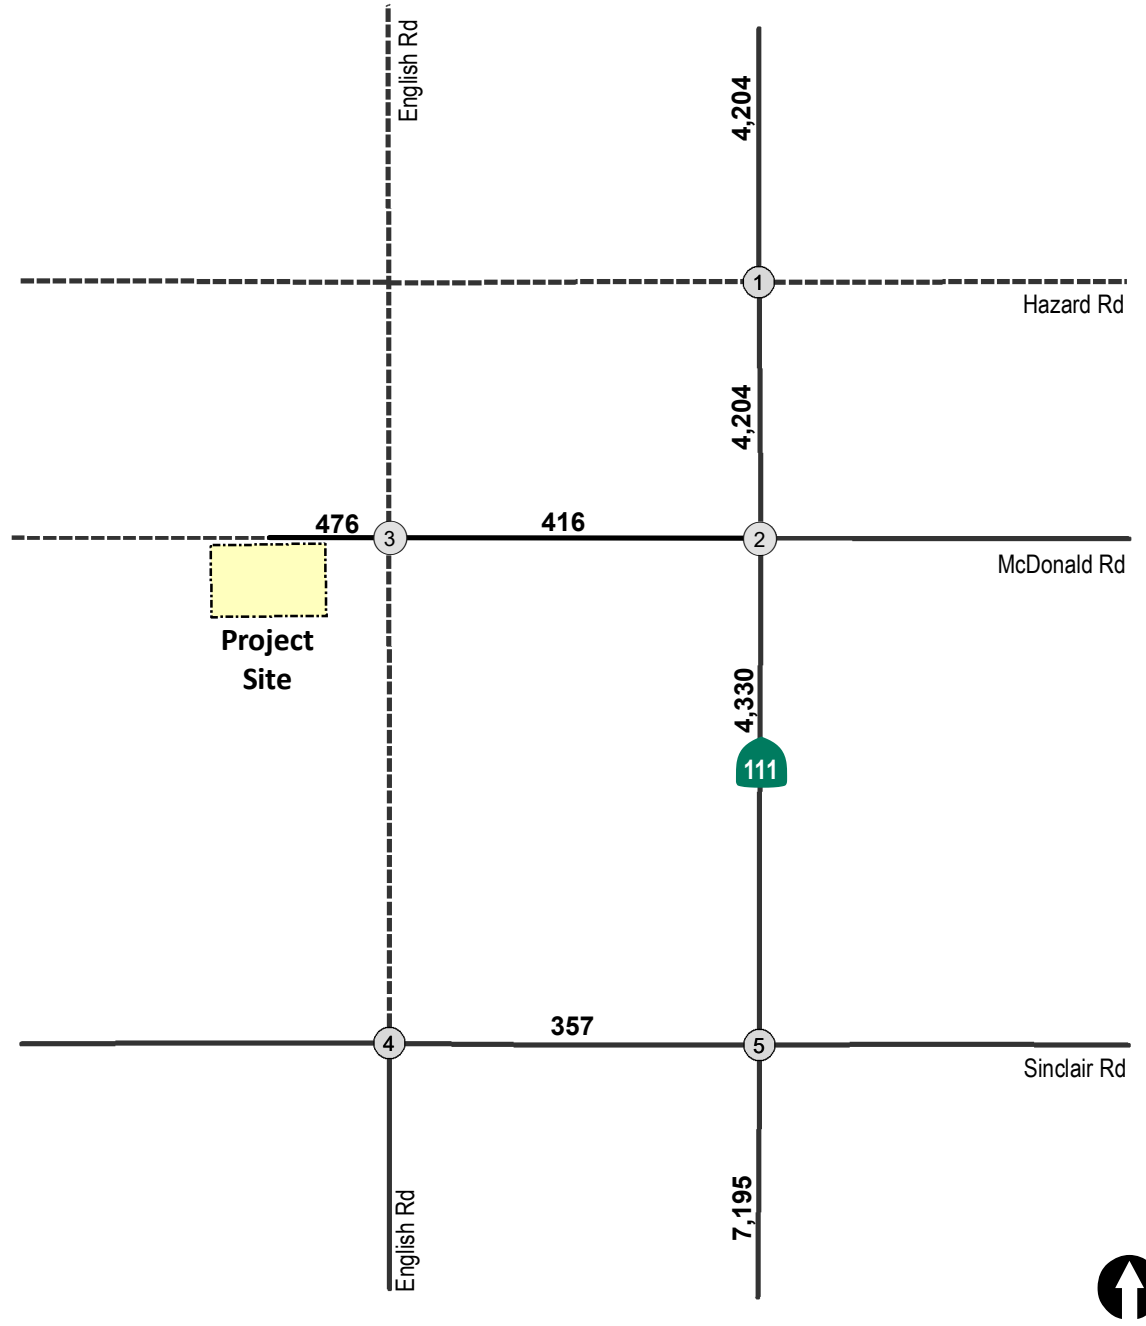 English Rd
4,204
1
Hazard Rd
4,204
476
3
416
2
McDonald Rd
Project
Site
4,330
111
4
357
5
Sinclair Rd
English Rd
7,195